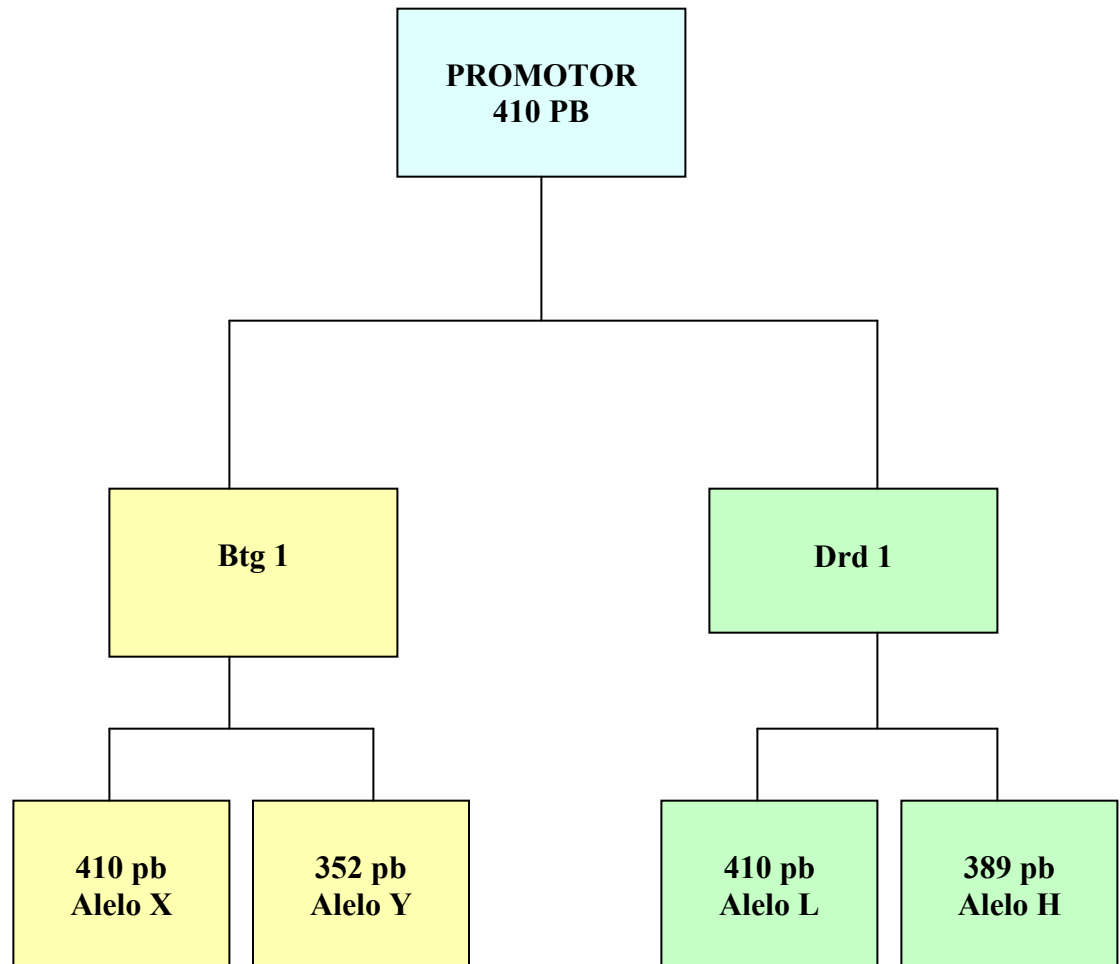 PROMOTOR
410 PB
Btg 1
Drd 1
410 pb
Alelo X
352 pb
Alelo Y
410 pb
Alelo L
389 pb
Alelo H